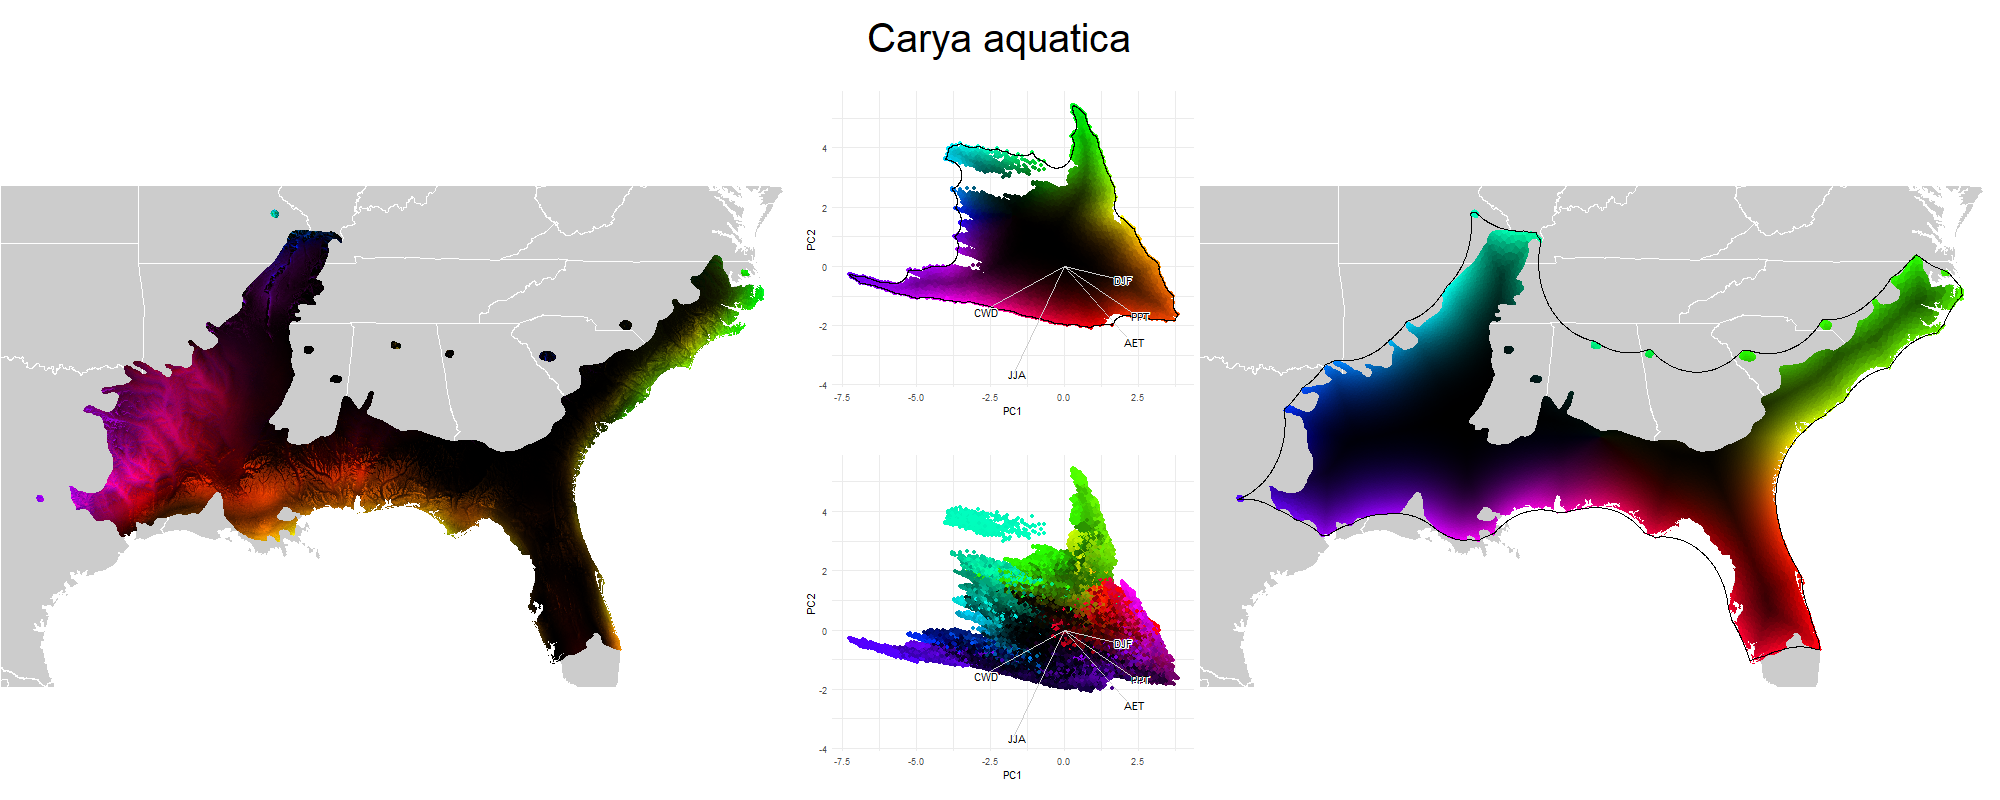 Carya aquatica
4
2
0
-2
-4
PC2
DJF
CWD
PPT
AET
JJA
-7.5 -5.0 -2.5 0.0 2.5
PC1
4
2
0
-2
-4
PC2
DJF
CWD
PPT
AET
JJA
-7.5 -5.0 -2.5 0.0 2.5
PC1